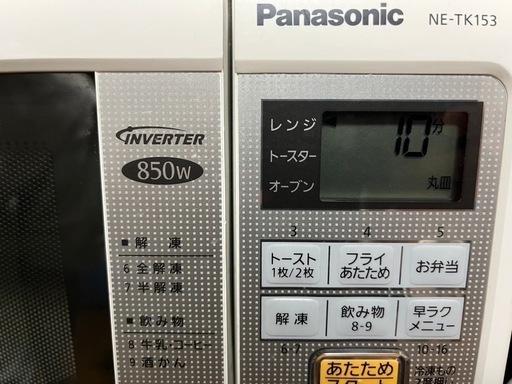 Panasonic NE-TK153
INVERTER
850W
レンジ
トースター
オーブン
10分
丸皿
■ 解凍
6 全解凍
7 半解凍
■ 飲み物
8 牛乳・コーヒー
9 酒かん
3 4 5
トースト
1枚/2枚
フライ
あたため
お弁当
解凍
飲み物
8-9
早ラク
メニュー
6-7
10-16
あたため
冷凍もの